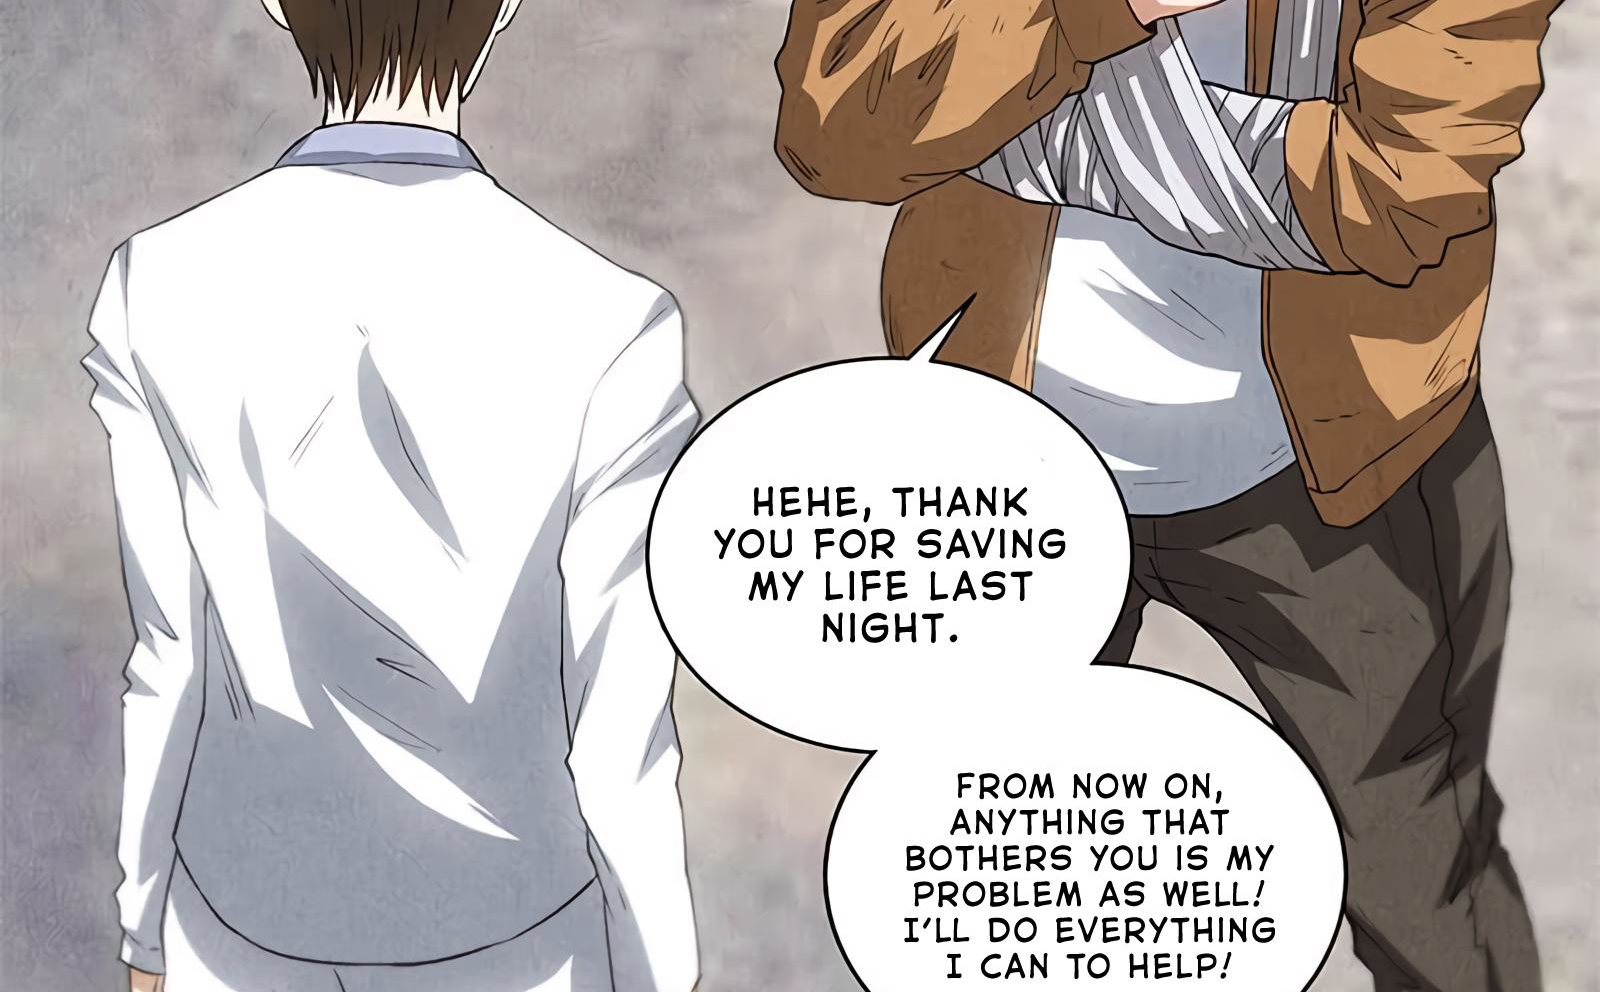 HEHE, THANK
YOU FOR SAVING
MY LIFE LAST
NIGHT.
FROM NOW ON,
ANYTHING THAT
BOTHERS YOU IS MY
PROBLEM AS WELL!
I'LL DO EVERYTHING
I CAN TO HELP!